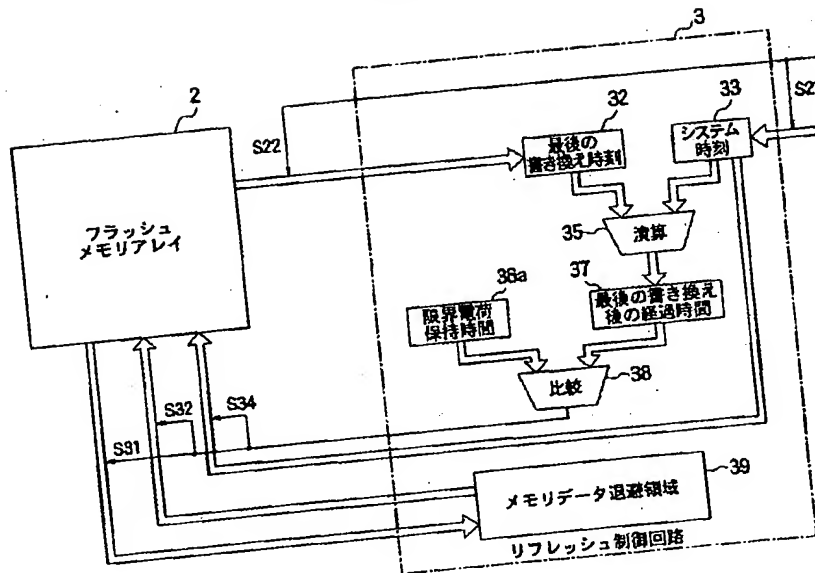 3
2
S22
32
33
S2
最後の
書き換え時刻
システム
時刻
フラッシュ
メモリアレイ
35
演算
36a
37
限界電荷
保持時間
最後の書き換え
後の経過時間
比較
38
S31
S32
S34
39
メモリデータ退避領域
リフレッシュ制御回路